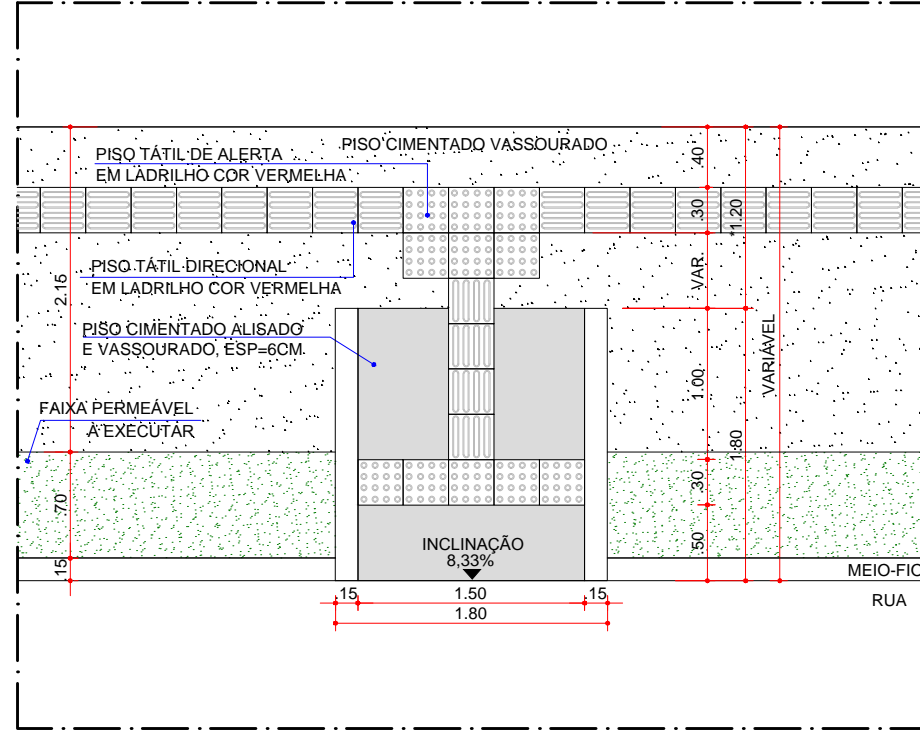 PISO CIMENTADO VASSOURADO
PISO TÁTIL DE ALERTA
EM LADRILHO COR VERMELHA
.40
.30
*1.20
VAR.
PISO TÁTIL DIRECIONAL
EM LADRILHO COR VERMELHA
2.15
PISO CIMENTADO ALISADO
E VASSOURADO, ESP=6CM
VARIÁVEL
1.00
FAIXA PERMEÁVEL
A EXECUTAR
1.80
.30
.70
.50
INCLINAÇÃO
8,33%
.15
MEIO-FIO
RUA
.15
1.50
.15
1.80